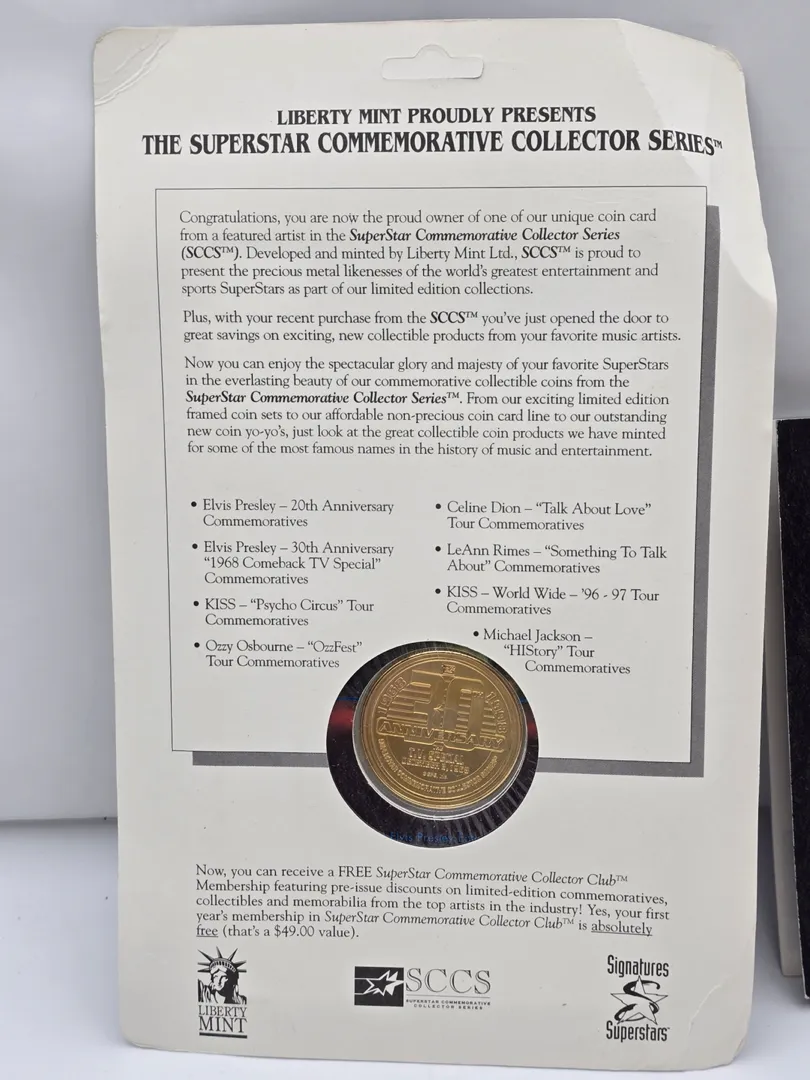 LIBERTY MINT PROUDLY PRESENTS
THE SUPERSTAR COMMEMORATIVE COLLECTOR SERIES™
Congratulations, you are now the proud owner of one of our unique coin card
from a featured artist in the SuperStar Commemorative Collector Series
(SCCS™). Developed and minted by Liberty Mint Ltd., SCCS™ is proud to
present the precious metal likenesses of the world's greatest entertainment and
sports SuperStars as part of our limited edition collections.
Plus, with your recent purchase from the SCCS™ you've just opened the door to
great savings on exciting, new collectible products from your favorite music artists.
Now you can enjoy the spectacular glory and majesty of your favorite SuperStars
in the everlasting beauty of our commemorative collectible coins from the
SuperStar Commemorative Collector Series™. From our exciting limited edition
framed coin sets to our affordable non-precious coin card line to our outstanding
new coin yo-yo's, just look at the great collectible coin products we have minted
for some of the most famous names in the history of music and entertainment.
• Elvis Presley – 20th Anniversary
Commemoratives
• Elvis Presley – 30th Anniversary
“1968 Comeback TV Special”
Commemoratives
• KISS – “Psycho Circus” Tour
Commemoratives
• Ozzy Osbourne – “OzzFest”
Tour Commemoratives
• Celine Dion – “Talk About Love”
Tour Commemoratives
• LeAnn Rimes – “Something To Talk
About” Commemoratives
• KISS – World Wide – '96 - 97 Tour
Commemoratives
• Michael Jackson –
“HIStory” Tour
Commemoratives
1968 30 1998
ANNIVERSARY
T.V. SPECIAL
Elvis
Now, you can receive a FREE SuperStar Commemorative Collector Club™
Membership featuring pre-issue discounts on limited-edition commemoratives,
collectibles and memorabilia from the top artists in the industry! Yes, your first
year's membership in SuperStar Commemorative Collector Club™ is absolutely
free (that's a $49.00 value).
LIBERTY
MINT
SCCS
SUPERSTAR COMMEMORATIVE
COLLECTOR SERIES
Signatures
Superstars